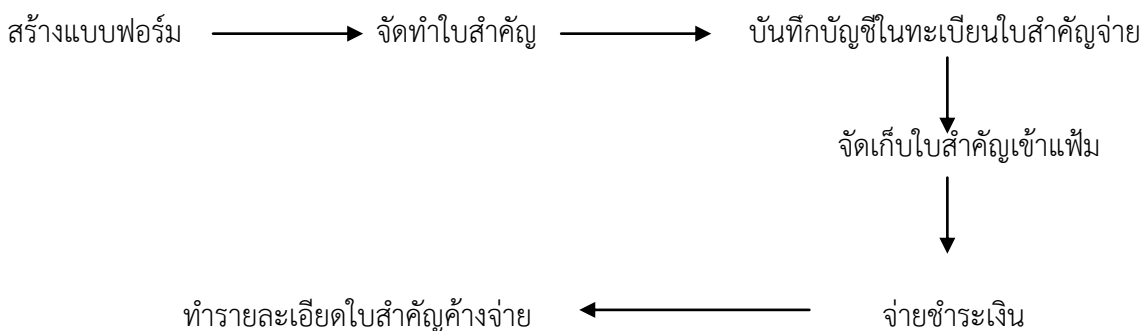 สร้างแบบฟอร์ม จัดทำใบสำคัญ บันทึกบัญชีในทะเบียนใบสำคัญจ่าย
จัดเก็บใบสำคัญเข้าแฟ้ม
ทำรายละเอียดใบสำคัญค้างจ่าย จ่ายชำระเงิน